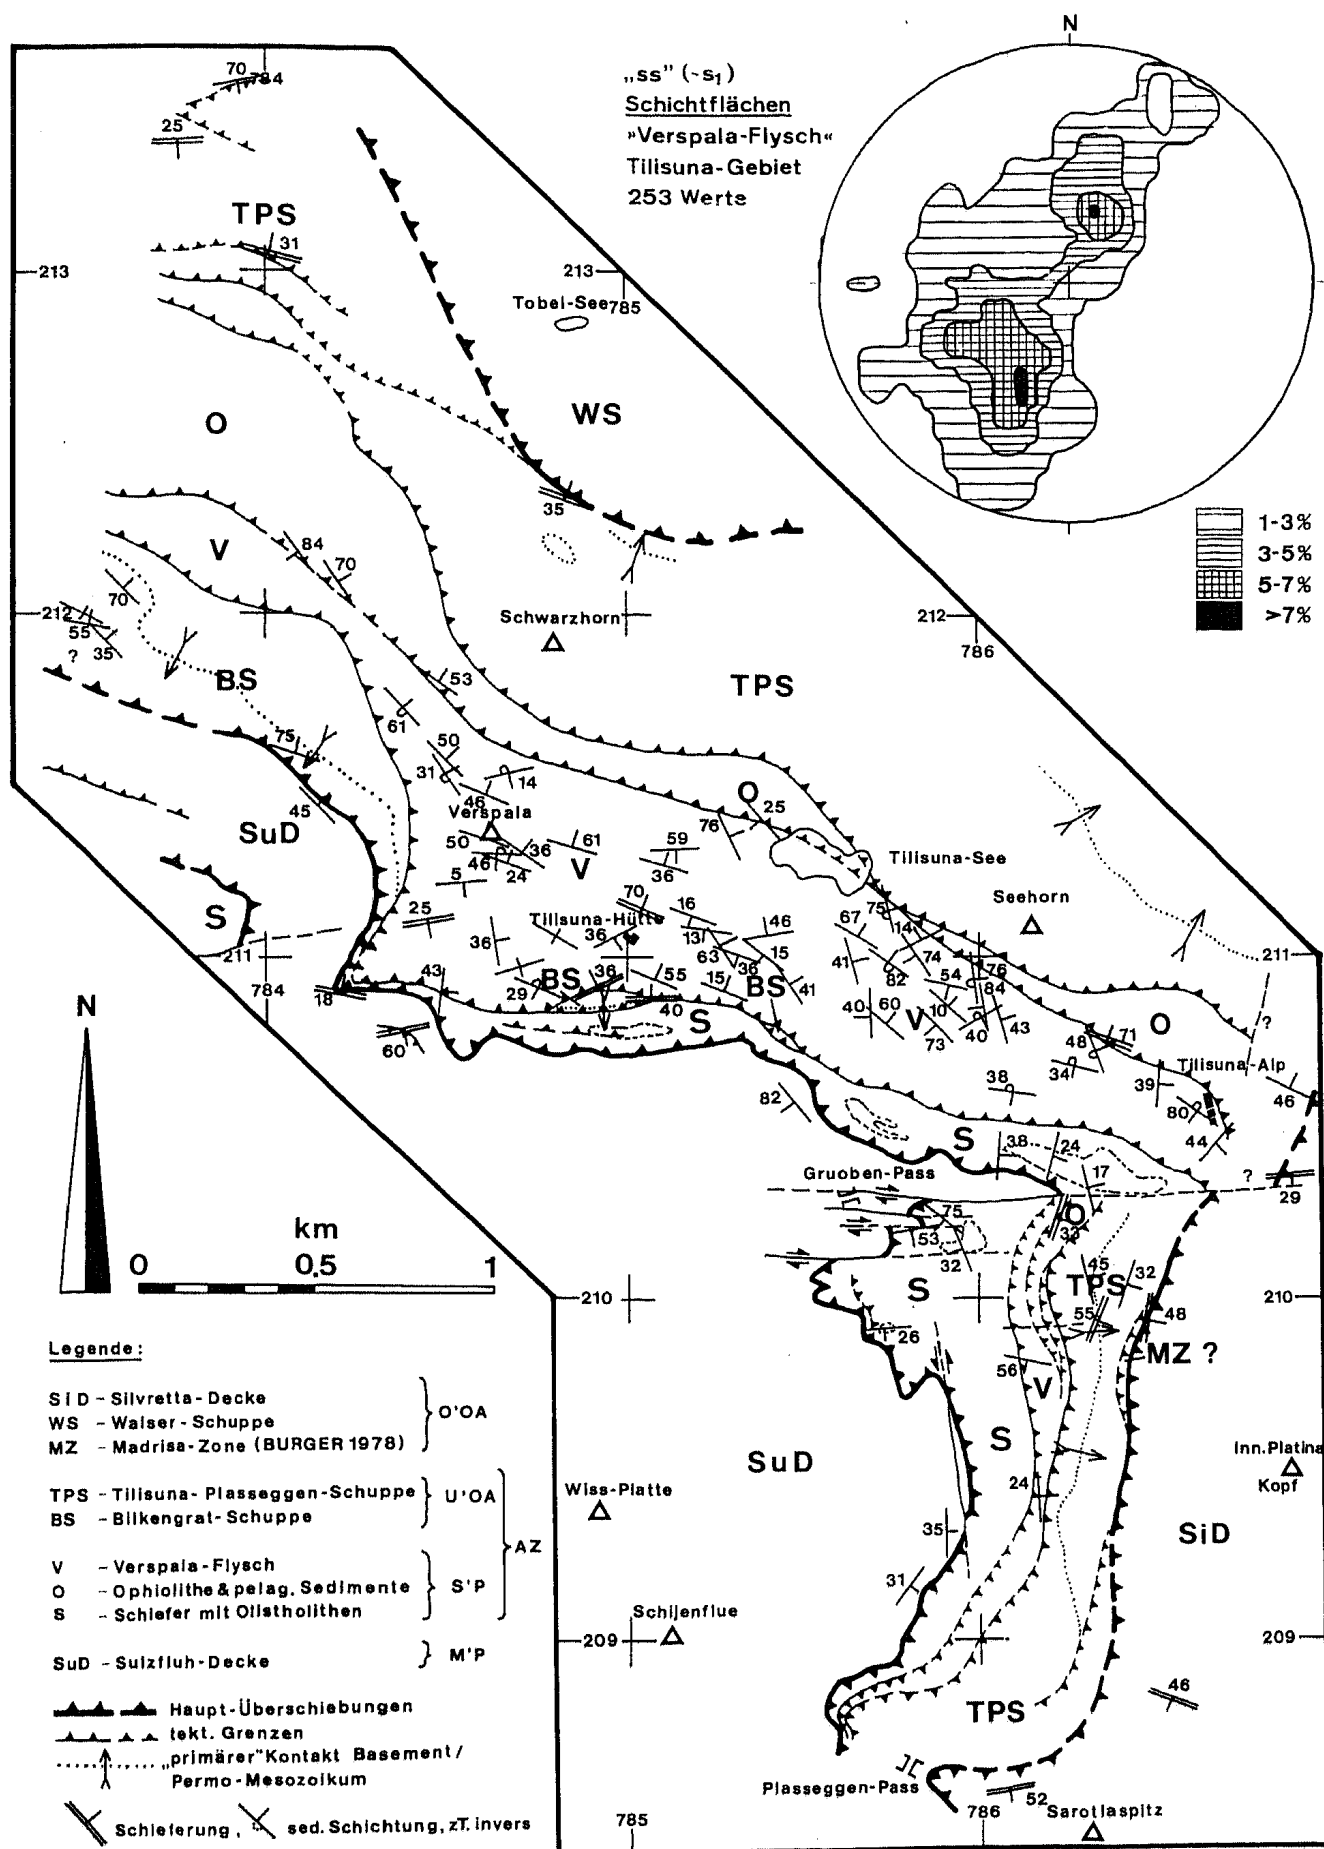 N
„ss" (~s₁)
Schichtflächen
»Verspala-Flysch«
Tilisuna-Gebiet
253 Werte
1-3%
3-5%
5-7%
>7%
70
784
25
TPS
31
213
213
Tobel-See
785
O
WS
35
V
84
70
70
212
55
35
?
Schwarzhorn
212
786
BS
53
TPS
61
75
50
31
14
46
45
Verspala
O
25
76
SuD
50
46
24
36
61
V
59
36
Tilisuna-See
5
Seehorn
S
25
70
16
Tilisuna-Hütte
36
36
13
46
67
75
14
63
36
15
41
82
74
211
211
43
BS
36
55
15
BS
41
54
76
84
784
18
29
40
S
40
60
V
10
40
43
O
?
N
60
73
48
71
34
Tilisuna-Alp
82
38
39
46
80
S
38
24
44
Gruoben-Pass
17
?
29
75
O
33
53
32
km
0
0,5
1
S
45
TPS
32
210
210
55
48
26
MZ ?
56
V
Legende:
SiD - Silvretta-Decke
WS - Walser-Schuppe
MZ - Madrisa-Zone (BURGER 1978)
O'OA
TPS - Tilisuna-Plasseggen-Schuppe
BS - Bilkengrat-Schuppe
U'OA
V - Verspala-Flysch
O - Ophiolithe & pelag. Sedimente
S - Schiefer mit Olistholithen
S'P
AZ
SuD - Sulzfluh-Decke
M'P
Haupt-Überschiebungen
tekt. Grenzen
„primärer" Kontakt Basement/
Permo-Mesozoikum
Schieferung, sed. Schichtung, z.T. invers
S
SuD
Inn. Platina
Kopf
Wiss-Platte
24
SiD
35
31
Schijenflue
209
209
46
TPS
Plasseggen-Pass
52
785
786
Sarotlaspitz